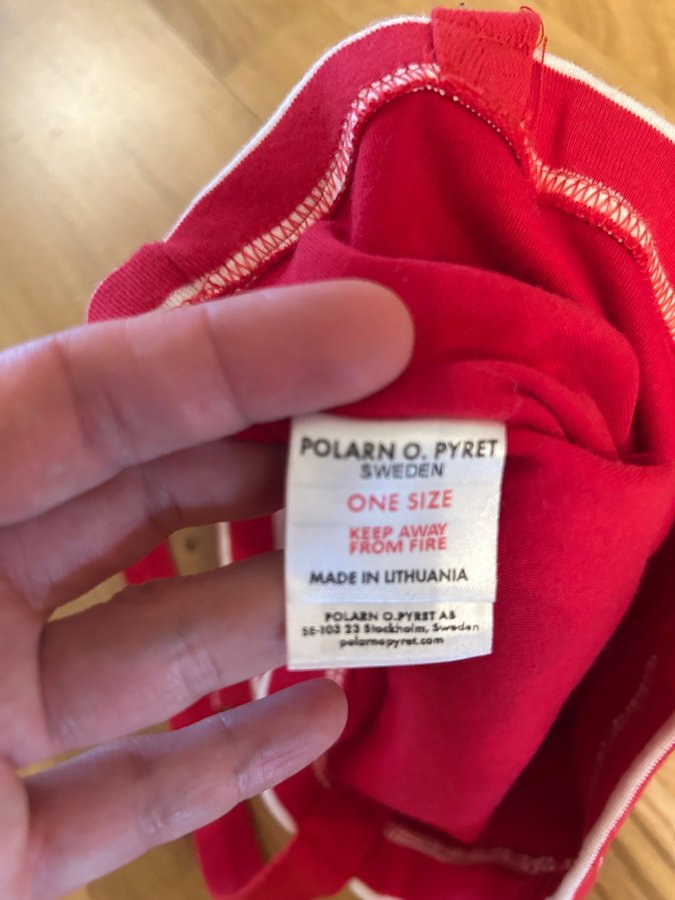 POLARN O. PYRET
SWEDEN
ONE SIZE
KEEP AWAY
FROM FIRE
MADE IN LITHUANIA
POLARN O.PYRET AB
SE-103 23 Stockholm, Sweden
polarnopyret.com